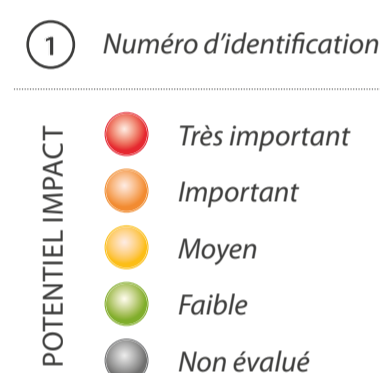 1 Numéro d'identification
POTENTIEL IMPACT
Très important
Important
Moyen
Faible
Non évalué